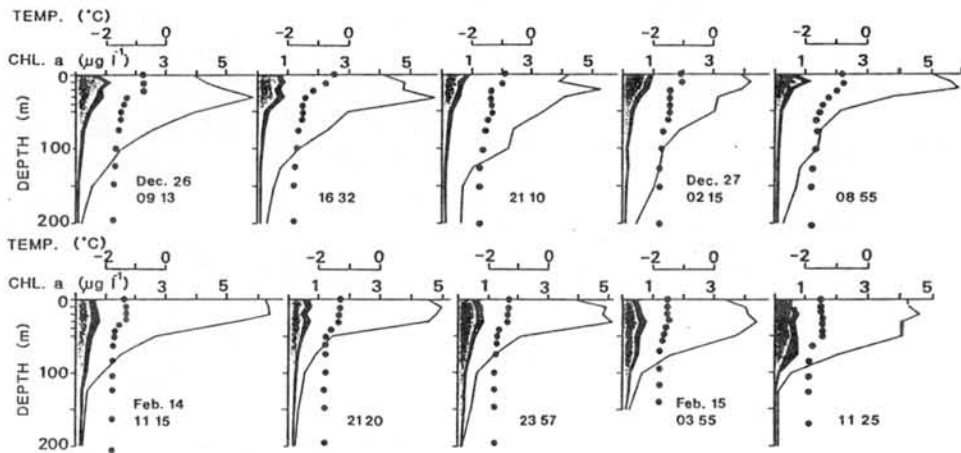 TEMP. (°C)
-2 0 -2 0 -2 0 -2 0 -2 0
CHL. a (µg l⁻¹) 3 5 1 3 1 3 5 1 3 1 3 5
0
DEPTH (m)
100
200
Dec. 26
09 13
16 32
21 10
Dec. 27
02 15
08 55
TEMP. (°C)
-2 0 -2 0 -2 0 -2 0 -2 0
CHL. a (µg l⁻¹) 3 5 1 3 5 1 3 5 1 3 1 3 5
0
DEPTH (m)
100
200
Feb. 14
11 15
21 20
23 57
Feb. 15
03 55
11 25